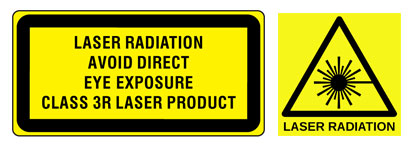 LASER RADIATION
AVOID DIRECT
EYE EXPOSURE
CLASS 3R LASER PRODUCT
LASER RADIATION